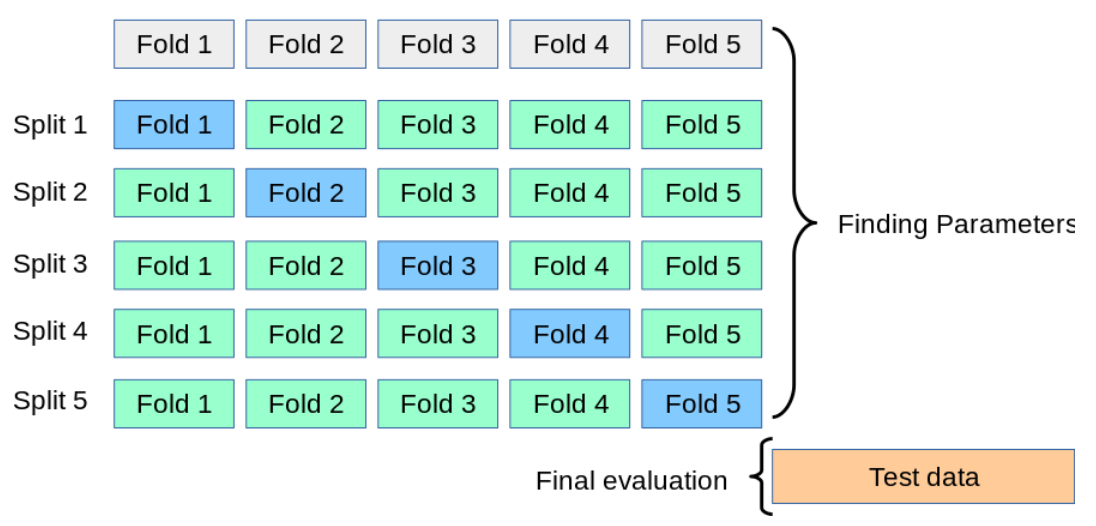 Fold 1 Fold 2 Fold 3 Fold 4 Fold 5
Split 1 Fold 1 Fold 2 Fold 3 Fold 4 Fold 5
Split 2 Fold 1 Fold 2 Fold 3 Fold 4 Fold 5
Finding Parameters
Split 3 Fold 1 Fold 2 Fold 3 Fold 4 Fold 5
Split 4 Fold 1 Fold 2 Fold 3 Fold 4 Fold 5
Split 5 Fold 1 Fold 2 Fold 3 Fold 4 Fold 5
Final evaluation Test data